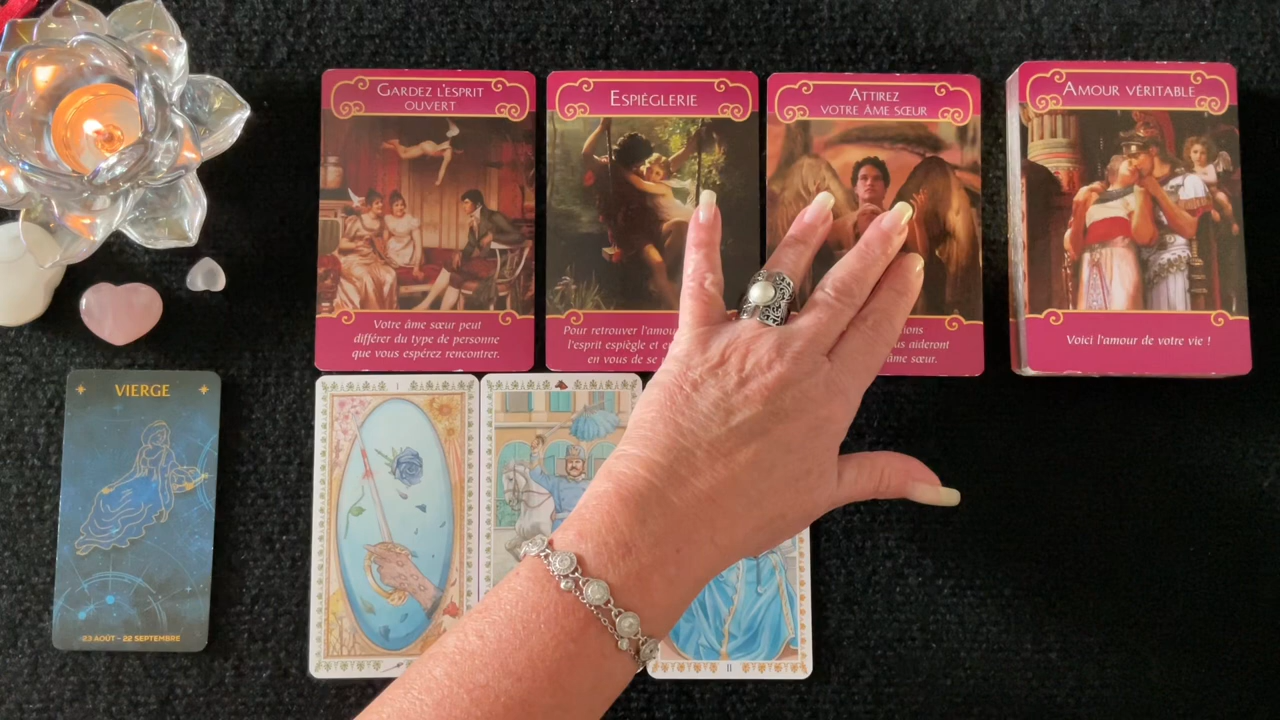 GARDEZ L'ESPRIT
OUVERT
Votre âme sœur peut
différer du type de personne
que vous espérez rencontrer.
ESPIÈGLERIE
Pour retrouver l'amour
l'esprit espiègle et
en vous de se
ATTIREZ
VOTRE ÂME SŒUR
aideront
âme sœur.
AMOUR VÉRITABLE
Voici l'amour de votre vie !
VIERGE
23 AOÛT - 22 SEPTEMBRE
I
II